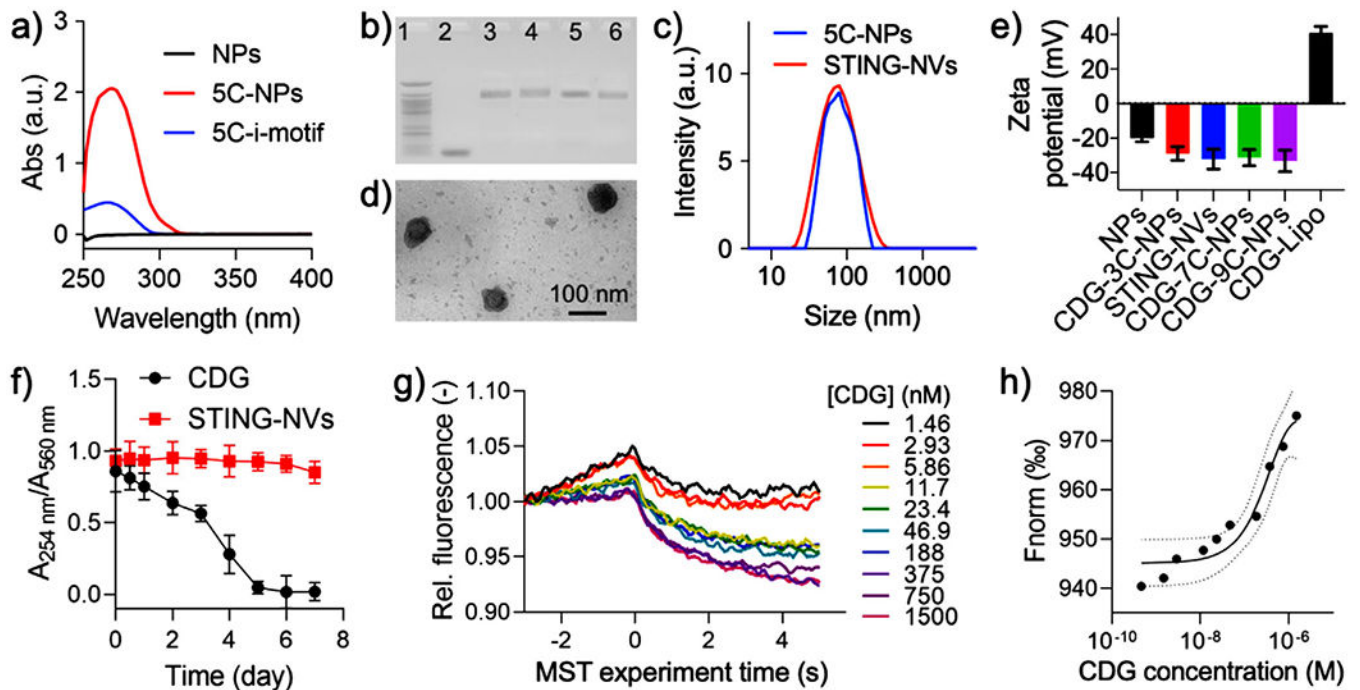 a)
3
2
1
0
Abs (a.u.)
NPs
5C-NPs
5C-i-motif
250
300
350
400
Wavelength (nm)
b)
1 2 3 4 5 6
d)
100 nm
c)
5C-NPs
STING-NVs
10
5
0
Intensity (a.u.)
10
100
1000
Size (nm)
e)
40
20
0
-20
-40
Zeta
potential (mV)
NPs
CDG-3C-NPs
STING-NVs
CDG-7C-NPs
CDG-9C-NPs
CDG-Lipo
f)
CDG
STING-NVs
1.5
1.0
0.5
0.0
A254 nm/A560 nm
0
2
4
6
8
Time (day)
g)
1.10
1.05
1.00
0.95
0.90
Rel. fluorescence (-)
-2
0
2
4
MST experiment time (s)
[CDG] (nM)
1.46
2.93
5.86
11.7
23.4
46.9
188
375
750
1500
h)
980
970
960
950
940
Fnorm (‰)
10⁻¹⁰
10⁻⁸
10⁻⁶
CDG concentration (M)